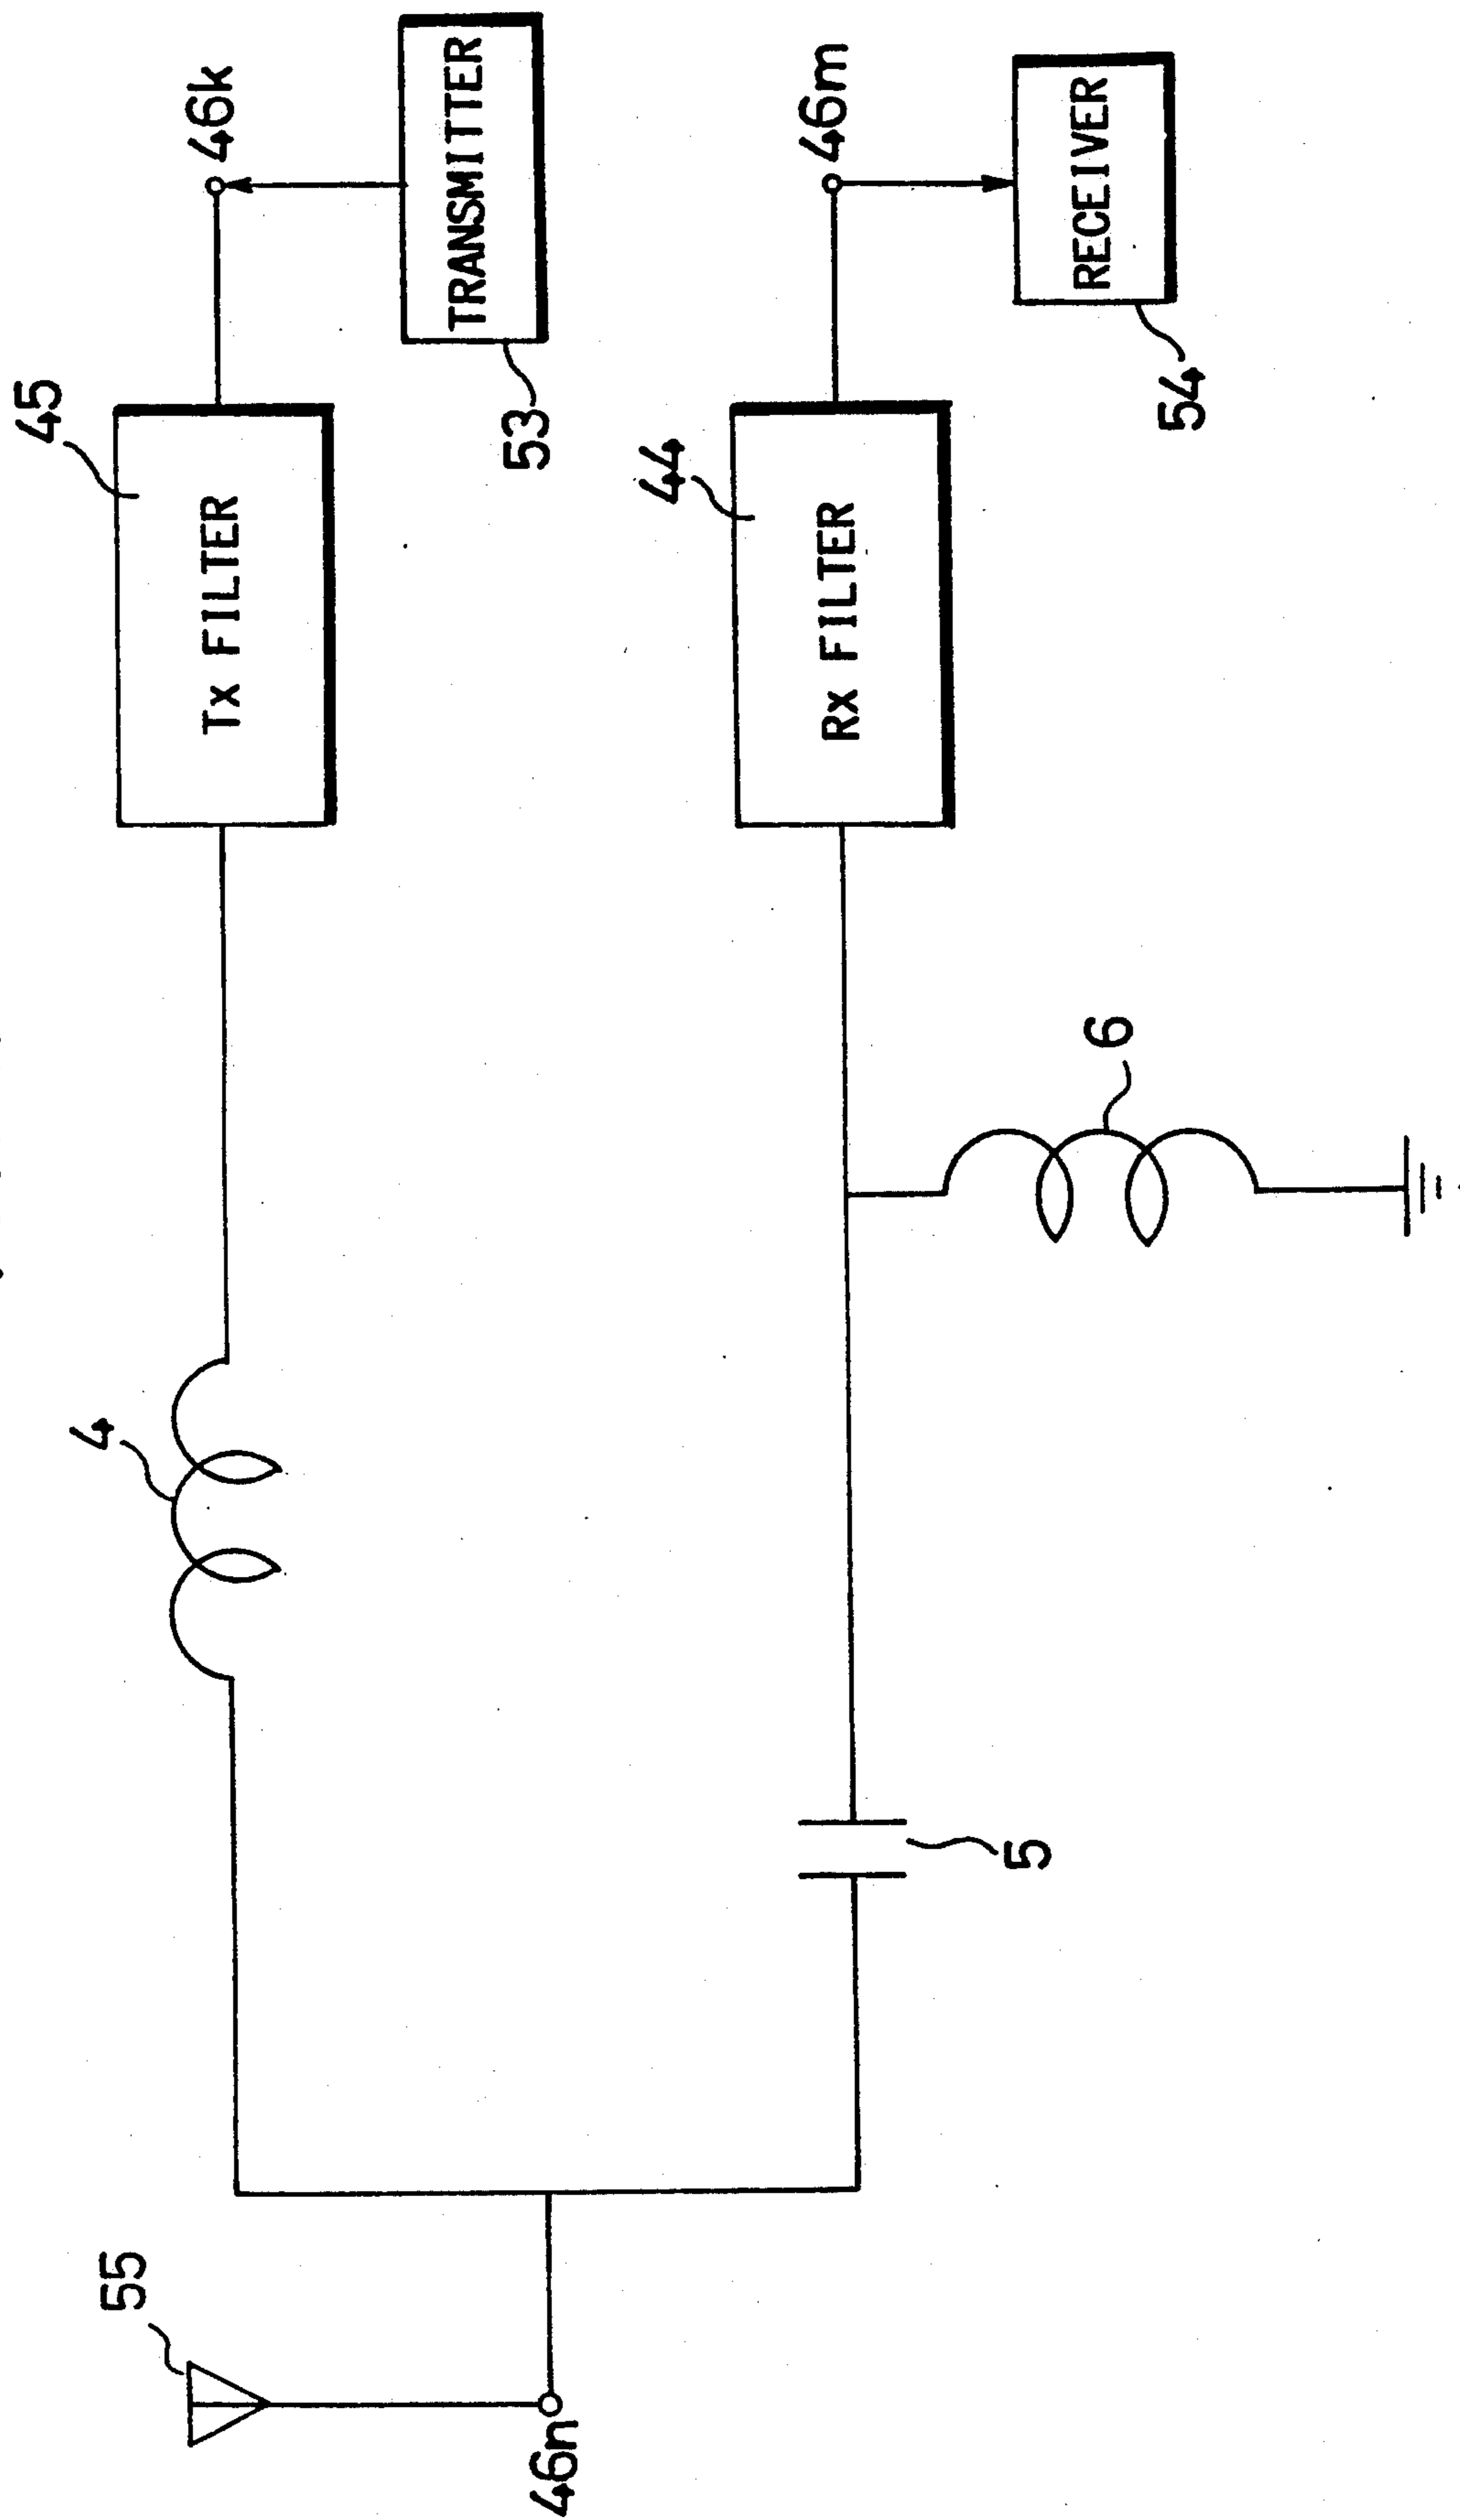 55
46n
4
5
6
45
Tx FILTER
44
Rx FILTER
46k
TRANSMITTER
53
46m
RECEIVER
54